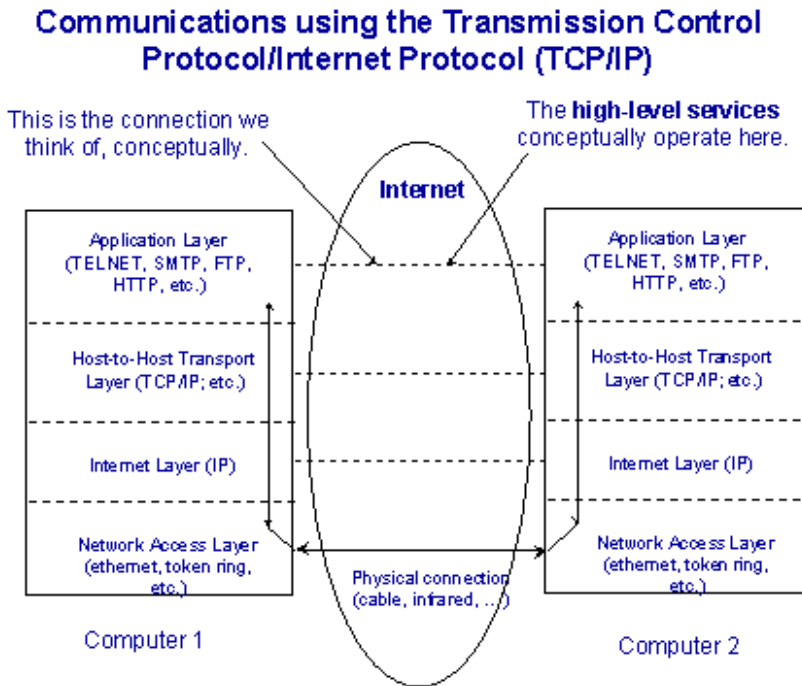 Communications using the Transmission Control
Protocol/Internet Protocol (TCP/IP)
This is the connection we
think of, conceptually.
The high-level services
conceptually operate here.
Internet
Application Layer
(TELNET, SMTP, FTP,
HTTP, etc.)
Host-to-Host Transport
Layer (TCP/IP; etc.)
Internet Layer (IP)
Network Access Layer
(ethernet, token ring,
etc.)
Computer 1
Physical connection
(cable, infrared, ...)
Application Layer
(TELNET, SMTP, FTP,
HTTP, etc.)
Host-to-Host Transport
Layer (TCP/IP; etc.)
Internet Layer (IP)
Network Access Layer
(ethernet, token ring,
etc.)
Computer 2